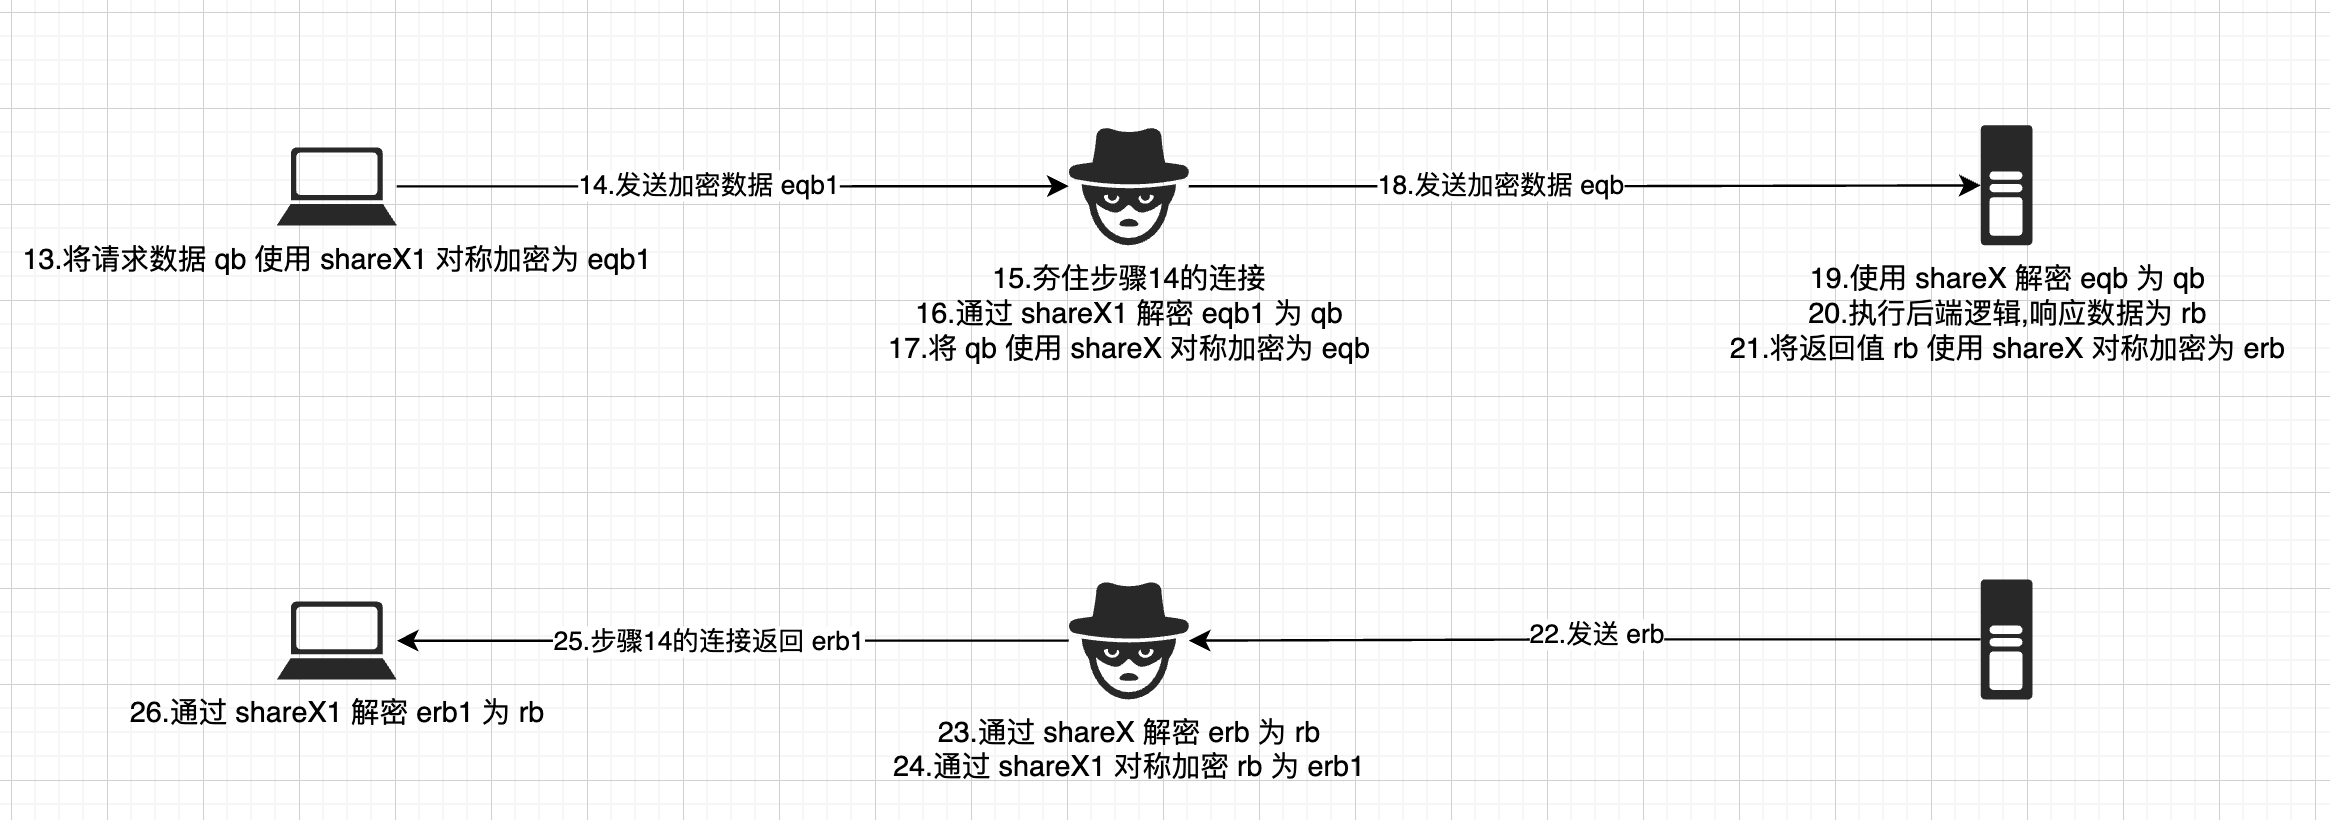 14.发送加密数据 eqb1
18.发送加密数据 eqb
13.将请求数据 qb 使用 shareX1 对称加密为 eqb1
15.夯住步骤14的连接
16.通过 shareX1 解密 eqb1 为 qb
17.将 qb 使用 shareX 对称加密为 eqb
19.使用 shareX 解密 eqb 为 qb
20.执行后端逻辑,响应数据为 rb
21.将返回值 rb 使用 shareX 对称加密为 erb
25.步骤14的连接返回 erb1
22.发送 erb
26.通过 shareX1 解密 erb1 为 rb
23.通过 shareX 解密 erb 为 rb
24.通过 shareX1 对称加密 rb 为 erb1